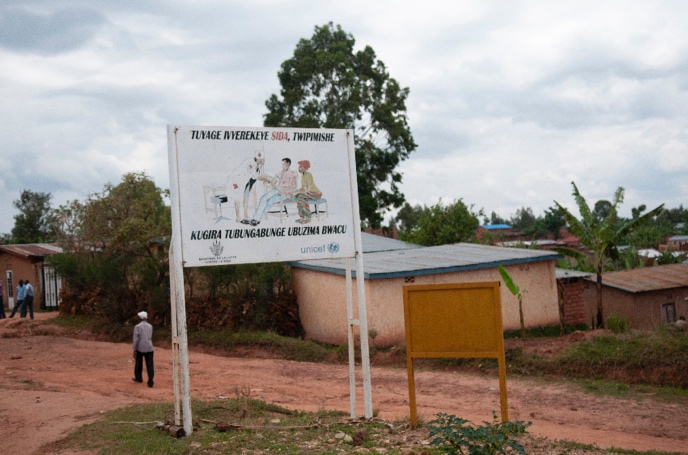 TUYAGE IVYEREKEYE SIDA, TWIPIMISHE
KUGIRA TUBUNGABUNGE UBUZIMA BWACU
unicef